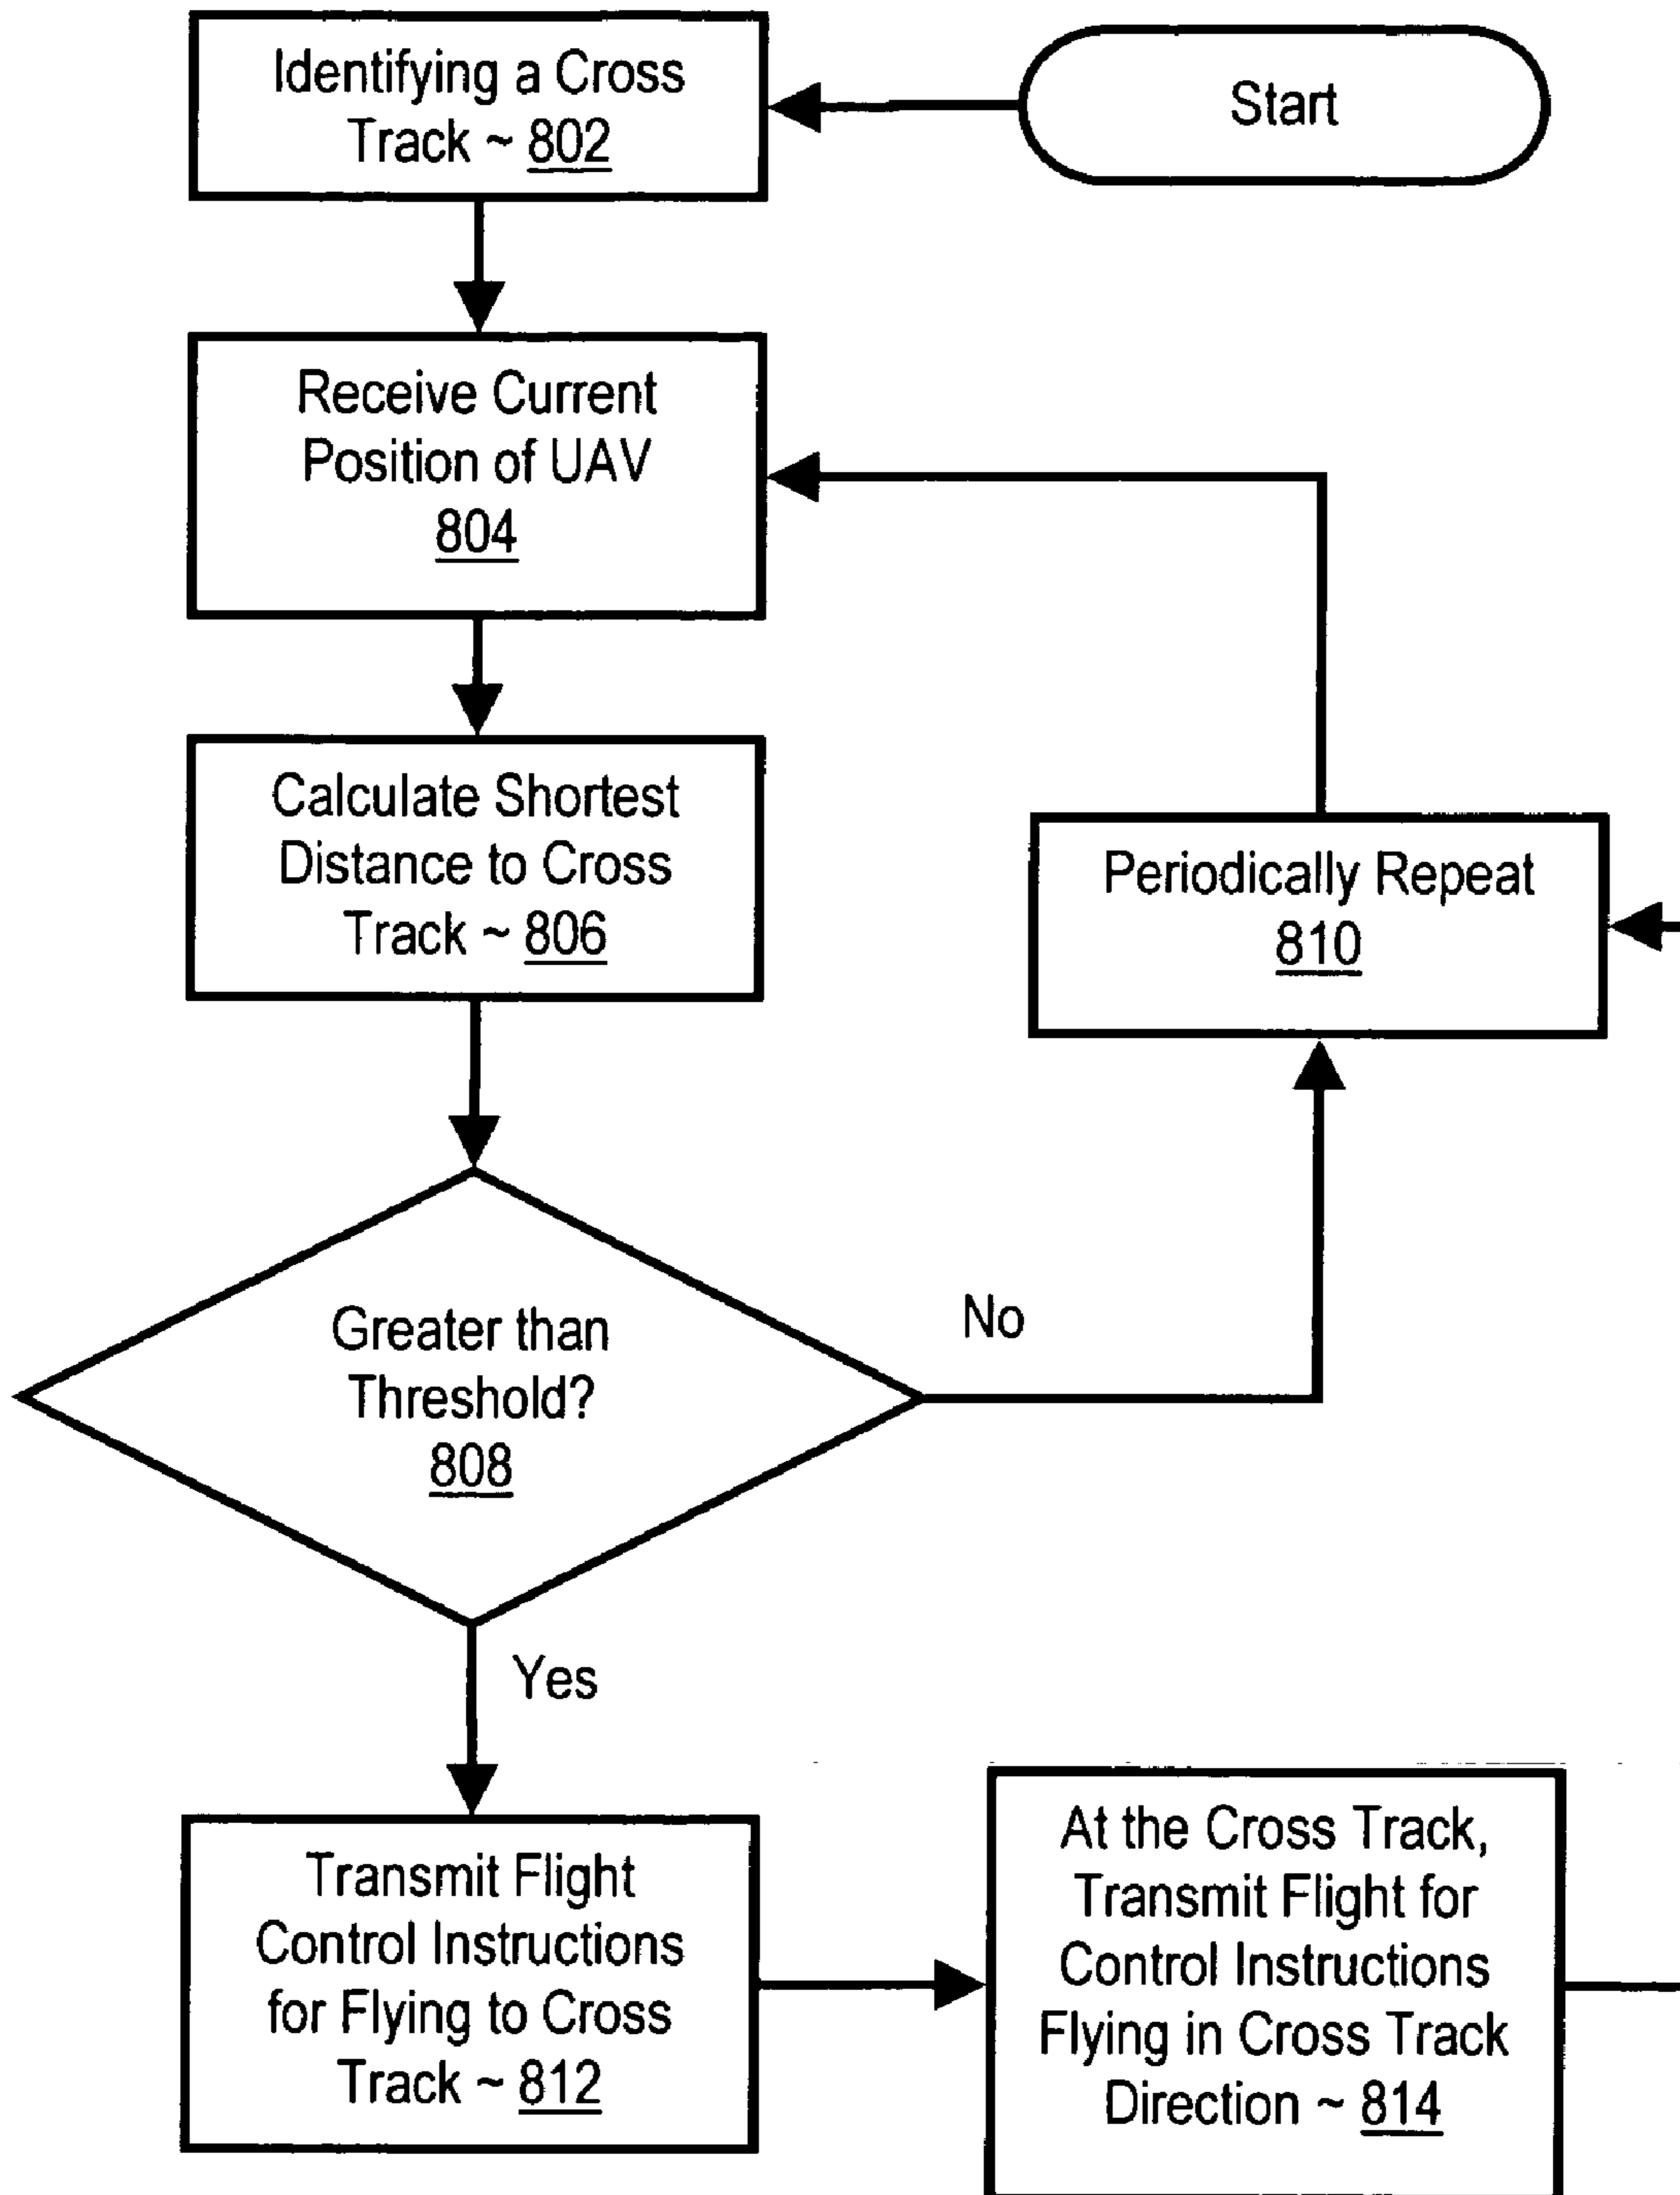 Start
Identifying a Cross
Track ~ 802
Receive Current
Position of UAV
804
Calculate Shortest
Distance to Cross
Track ~ 806
Periodically Repeat
810
Greater than
Threshold?
808
No
Yes
Transmit Flight
Control Instructions
for Flying to Cross
Track ~ 812
At the Cross Track,
Transmit Flight for
Control Instructions
Flying in Cross Track
Direction ~ 814